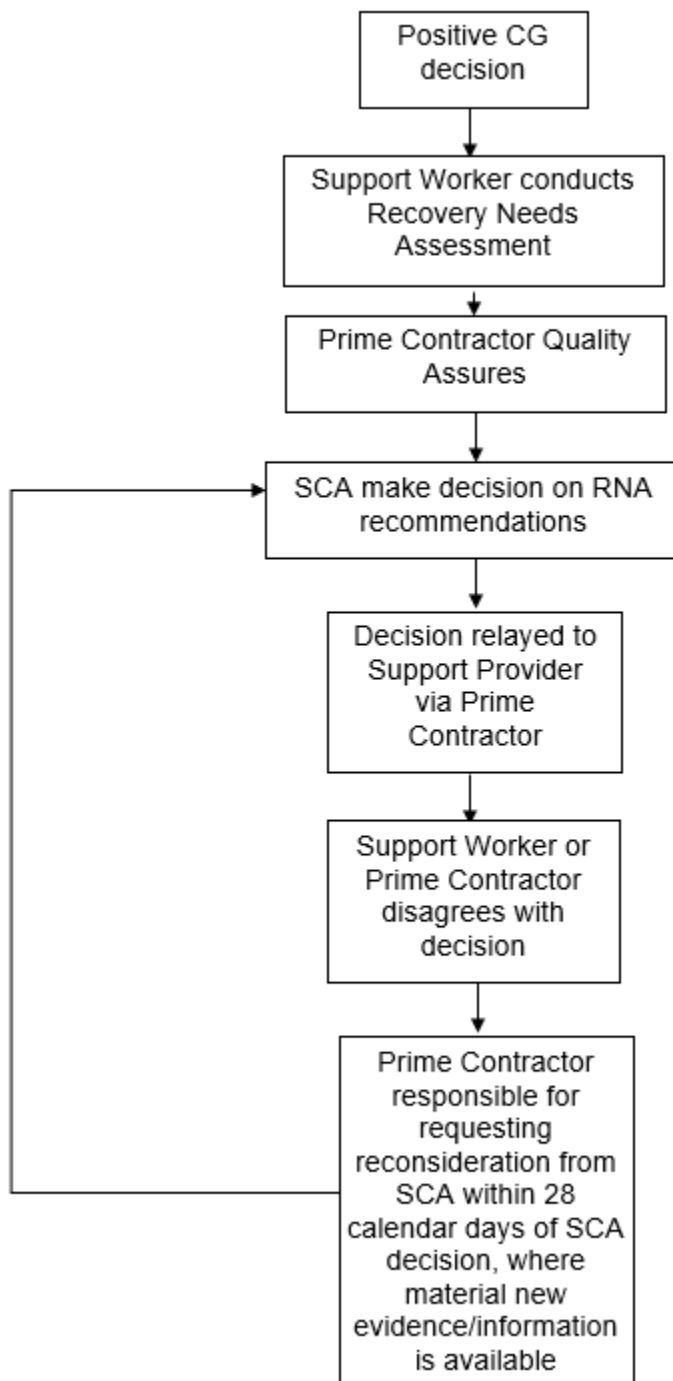 Positive CG
decision
Support Worker conducts
Recovery Needs
Assessment
Prime Contractor Quality
Assures
SCA make decision on RNA
recommendations
Decision relayed to
Support Provider
via Prime
Contractor
Support Worker or
Prime Contractor
disagrees with
decision
Prime Contractor
responsible for
requesting
reconsideration from
SCA within 28
calendar days of SCA
decision, where
material new
evidence/information
is available